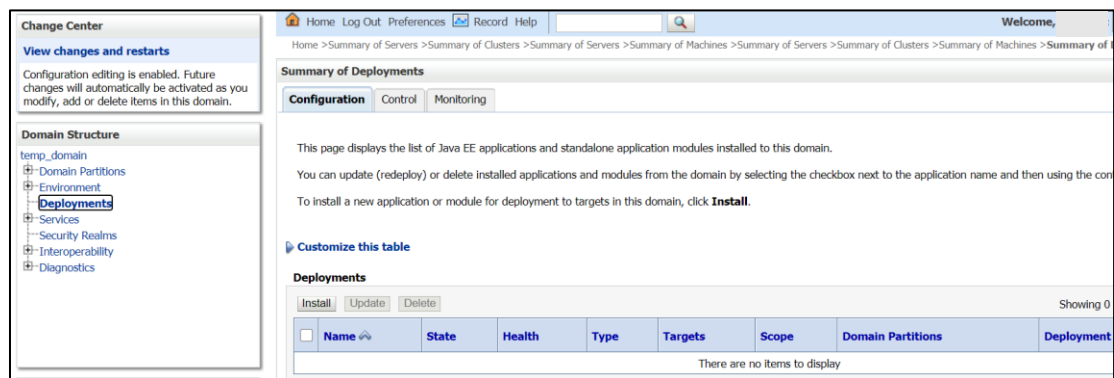 Change Center
View changes and restarts
Configuration editing is enabled. Future
changes will automatically be activated as you
modify, add or delete items in this domain.
Domain Structure
temp_domain
Domain Partitions
Environment
Deployments
Services
Security Realms
Interoperability
Diagnostics
Home Log Out Preferences Record Help
Welcome,
Home >Summary of Servers >Summary of Clusters >Summary of Servers >Summary of Machines >Summary of Servers >Summary of Clusters >Summary of Machines >Summary of
Summary of Deployments
Configuration Control Monitoring
This page displays the list of Java EE applications and standalone application modules installed to this domain.
You can update (redeploy) or delete installed applications and modules from the domain by selecting the checkbox next to the application name and then using the con
To install a new application or module for deployment to targets in this domain, click Install.
Customize this table
Deployments
Install Update Delete
Showing 0
Name State Health Type Targets Scope Domain Partitions Deployment
There are no items to display